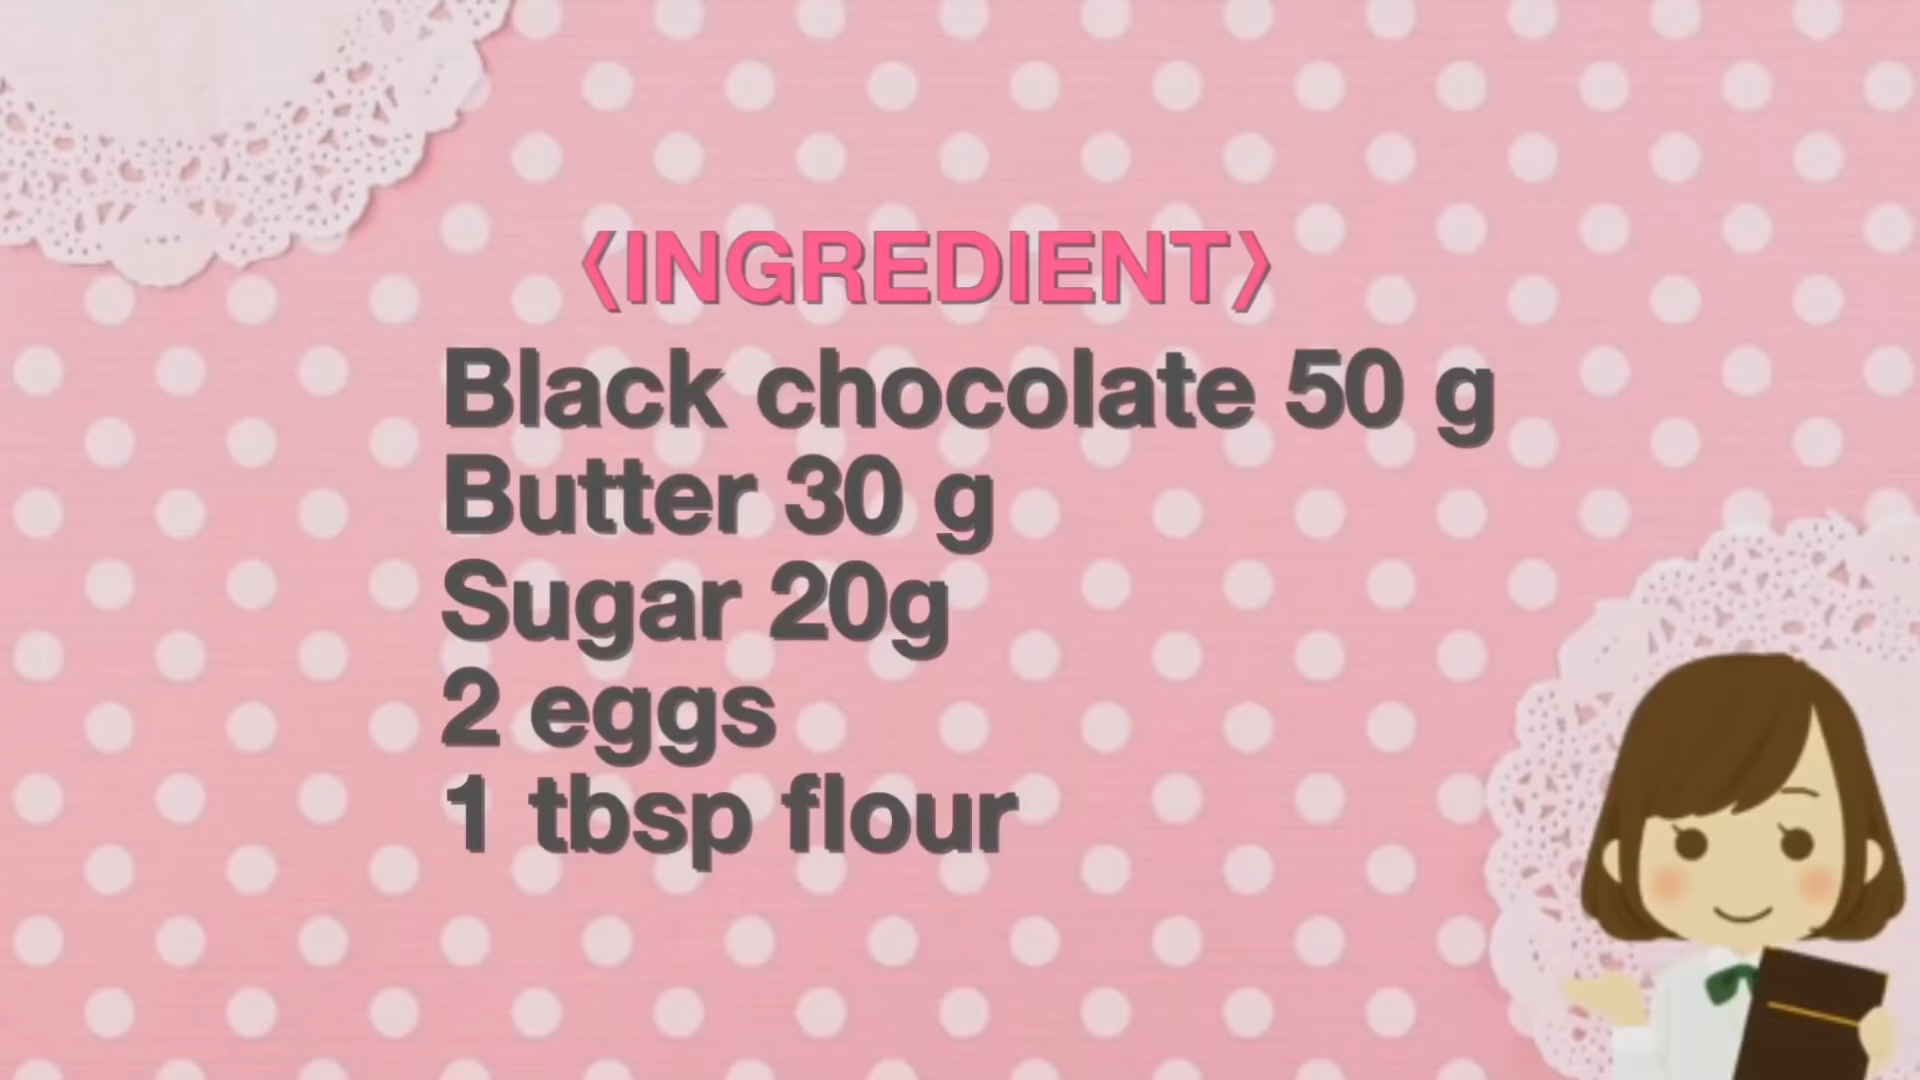 〈INGREDIENT〉
Black chocolate 50 g
Butter 30 g
Sugar 20g
2 eggs
1 tbsp flour